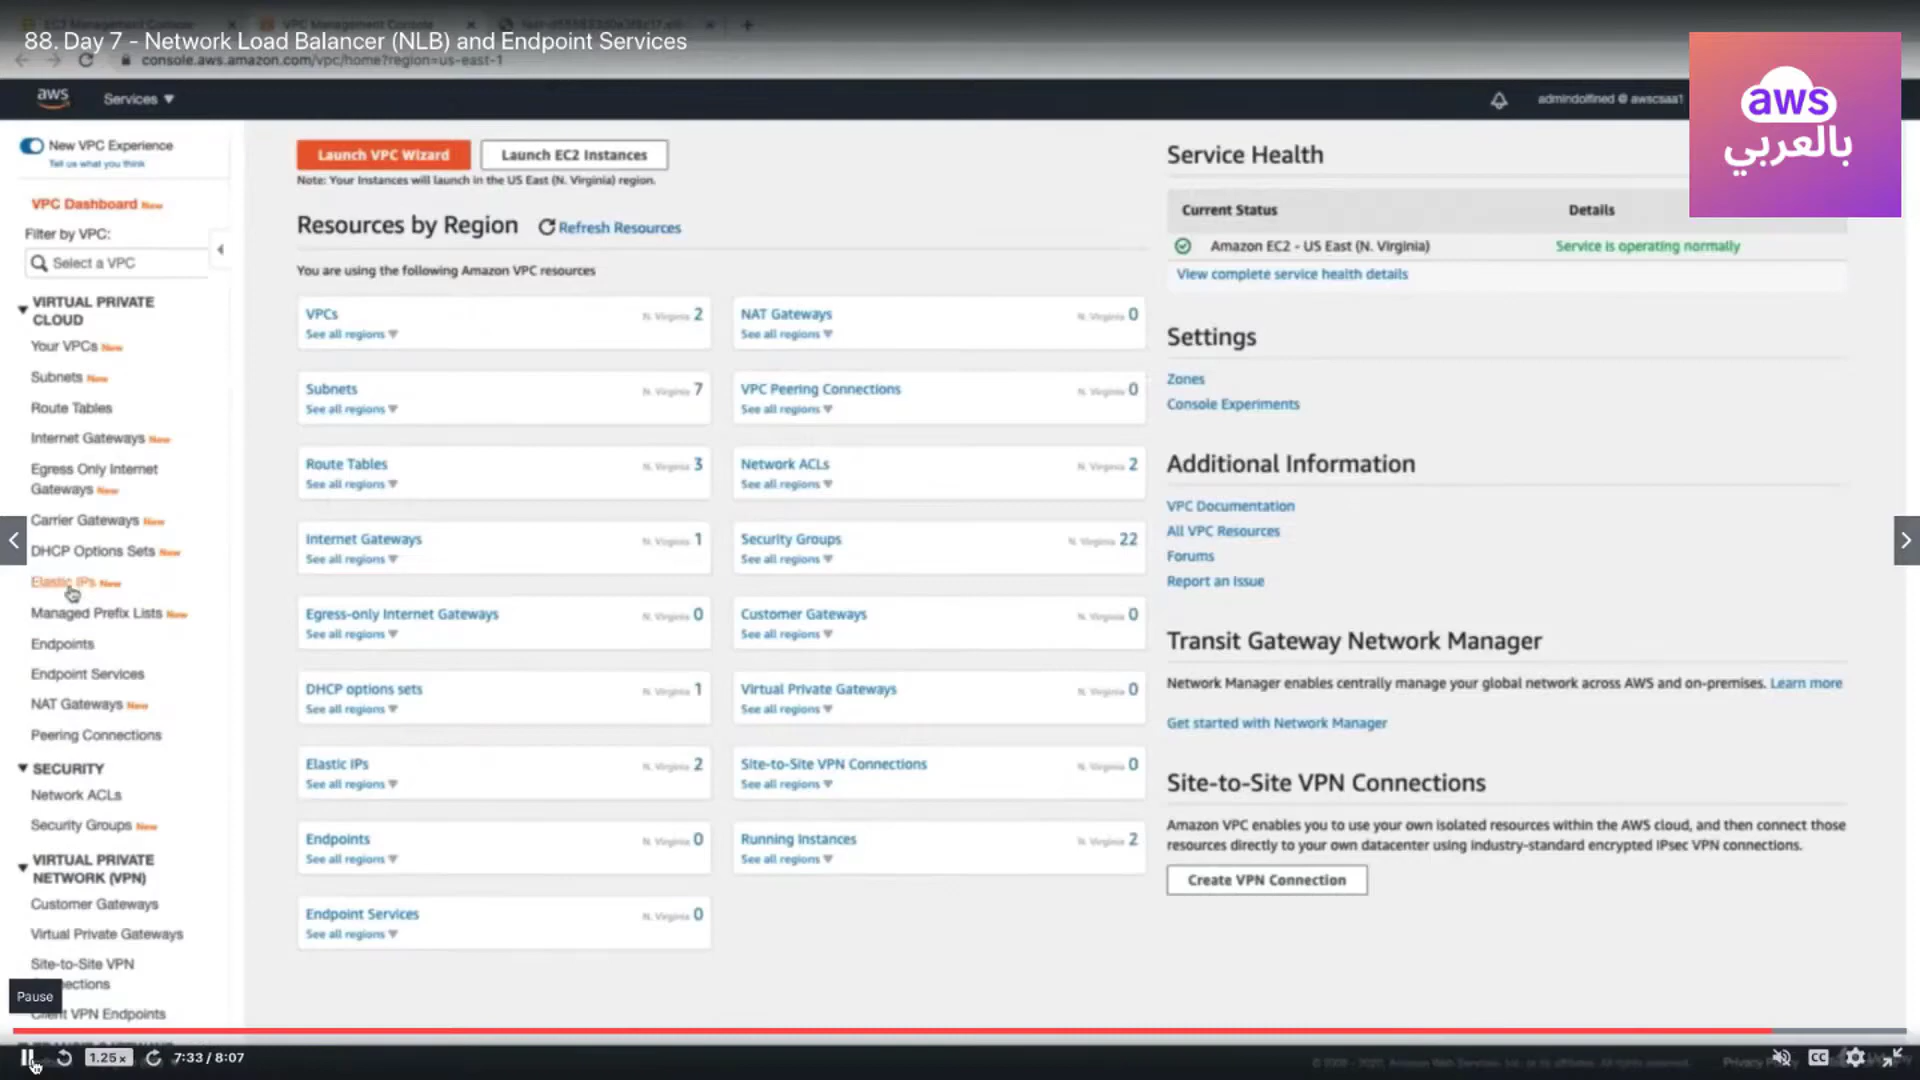 EC2 Management Console
VPC Management Console
88. Day 7 - Network Load Balancer (NLB) and Endpoint Services
console.aws.amazon.com/vpc/home?region=us-east-1
aws
Services
admindolfined @ awscsaa1
aws
بالعربي
New VPC Experience
Tell us what you think
VPC Dashboard New
Filter by VPC:
Select a VPC
VIRTUAL PRIVATE
CLOUD
Your VPCs New
Subnets New
Route Tables
Internet Gateways New
Egress Only Internet
Gateways New
Carrier Gateways New
DHCP Options Sets New
Elastic IPs New
Managed Prefix Lists New
Endpoints
Endpoint Services
NAT Gateways New
Peering Connections
SECURITY
Network ACLs
Security Groups New
VIRTUAL PRIVATE
NETWORK (VPN)
Customer Gateways
Virtual Private Gateways
Site-to-Site VPN
ections
Client VPN Endpoints
Launch VPC Wizard
Launch EC2 Instances
Note: Your Instances will launch in the US East (N. Virginia) region.
Resources by Region
Refresh Resources
You are using the following Amazon VPC resources
VPCs N. Virginia 2
See all regions
NAT Gateways N. Virginia 0
See all regions
Subnets N. Virginia 7
See all regions
VPC Peering Connections N. Virginia 0
See all regions
Route Tables N. Virginia 3
See all regions
Network ACLs N. Virginia 2
See all regions
Internet Gateways N. Virginia 1
See all regions
Security Groups N. Virginia 22
See all regions
Egress-only Internet Gateways N. Virginia 0
See all regions
Customer Gateways N. Virginia 0
See all regions
DHCP options sets N. Virginia 1
See all regions
Virtual Private Gateways N. Virginia 0
See all regions
Elastic IPs N. Virginia 2
See all regions
Site-to-Site VPN Connections N. Virginia 0
See all regions
Endpoints N. Virginia 0
See all regions
Running Instances N. Virginia 2
See all regions
Endpoint Services N. Virginia 0
See all regions
Service Health
Current Status Details
Amazon EC2 - US East (N. Virginia) Service is operating normally
View complete service health details
Settings
Zones
Console Experiments
Additional Information
VPC Documentation
All VPC Resources
Forums
Report an Issue
Transit Gateway Network Manager
Network Manager enables centrally manage your global network across AWS and on-premises. Learn more
Get started with Network Manager
Site-to-Site VPN Connections
Amazon VPC enables you to use your own isolated resources within the AWS cloud, and then connect those
resources directly to your own datacenter using industry-standard encrypted IPsec VPN connections.
Create VPN Connection
Pause
1.25x
7:33 / 8:07
CC